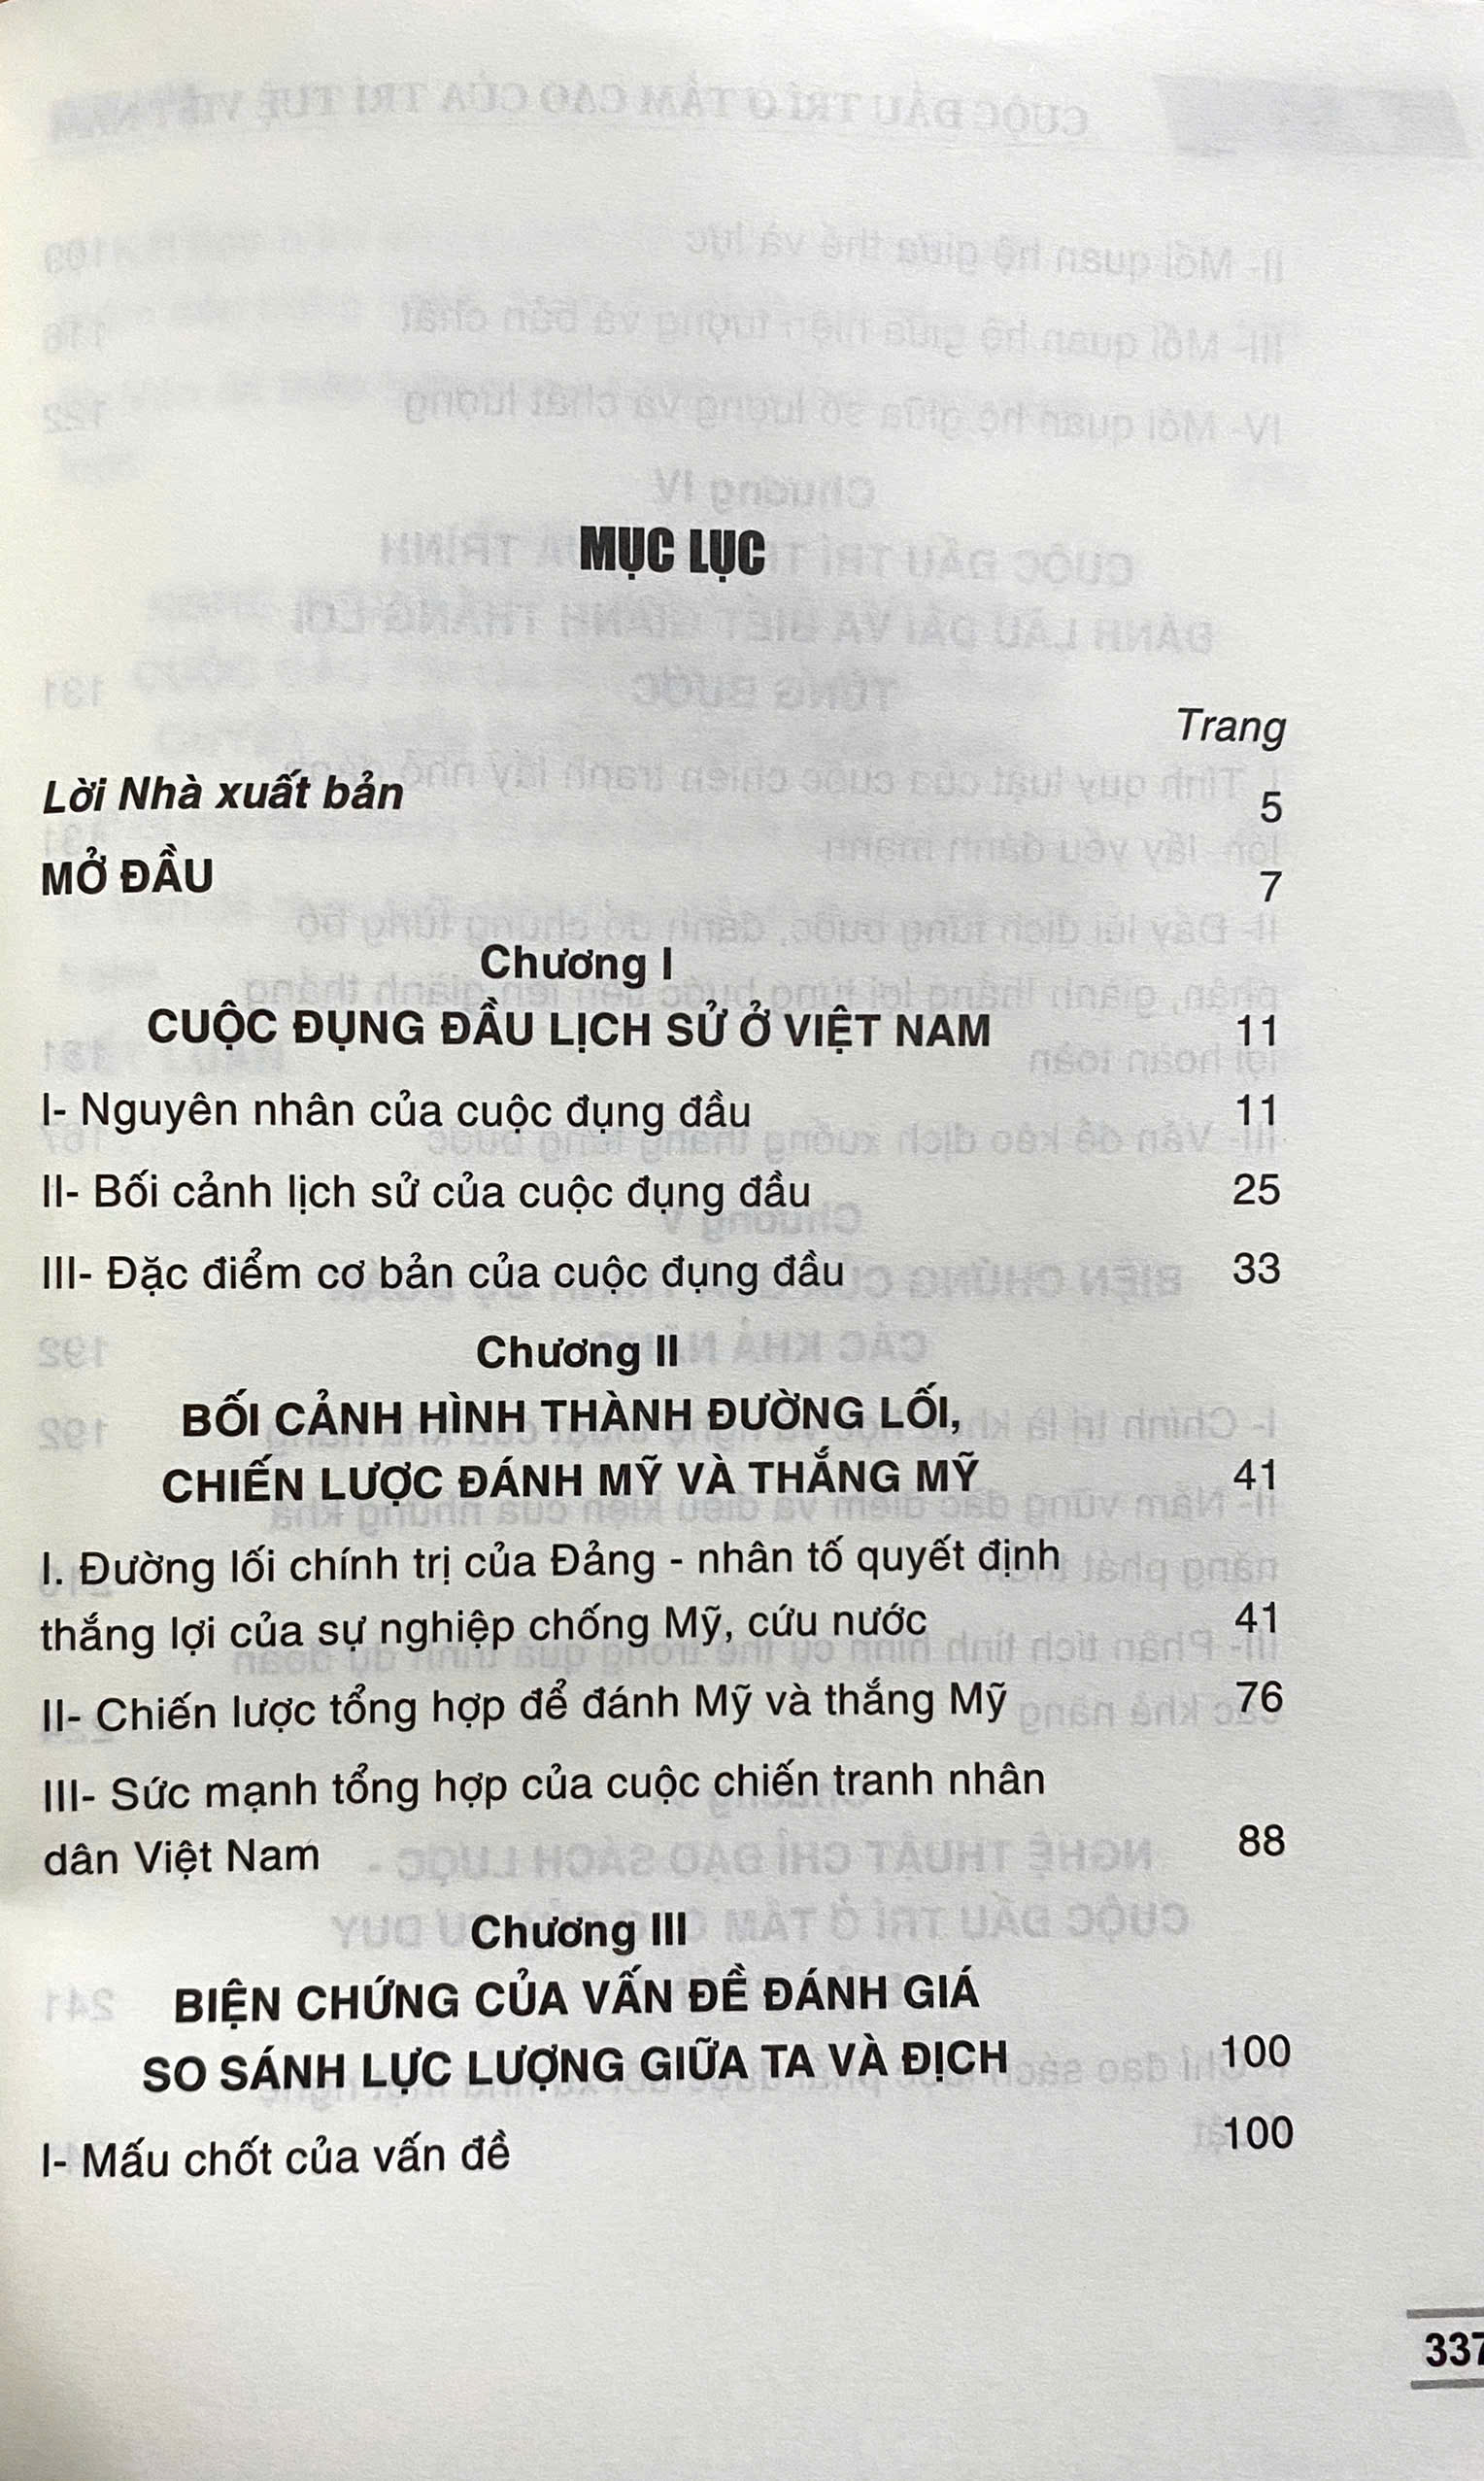 MỤC LỤC
Trang
Lời Nhà xuất bản 5
MỞ ĐẦU 7
Chương I
CUỘC ĐỤNG ĐẦU LỊCH SỬ Ở VIỆT NAM 11
I- Nguyên nhân của cuộc đụng đầu 11
II- Bối cảnh lịch sử của cuộc đụng đầu 25
III- Đặc điểm cơ bản của cuộc đụng đầu 33
Chương II
BỐI CẢNH HÌNH THÀNH ĐƯỜNG LỐI,
CHIẾN LƯỢC ĐÁNH MỸ VÀ THẮNG MỸ 41
I. Đường lối chính trị của Đảng - nhân tố quyết định
thắng lợi của sự nghiệp chống Mỹ, cứu nước 41
II- Chiến lược tổng hợp để đánh Mỹ và thắng Mỹ 76
III- Sức mạnh tổng hợp của cuộc chiến tranh nhân
dân Việt Nam 88
Chương III
BIỆN CHỨNG CỦA VẤN ĐỀ ĐÁNH GIÁ
SO SÁNH LỰC LƯỢNG GIỮA TA VÀ ĐỊCH 100
I- Mấu chốt của vấn đề 100
337